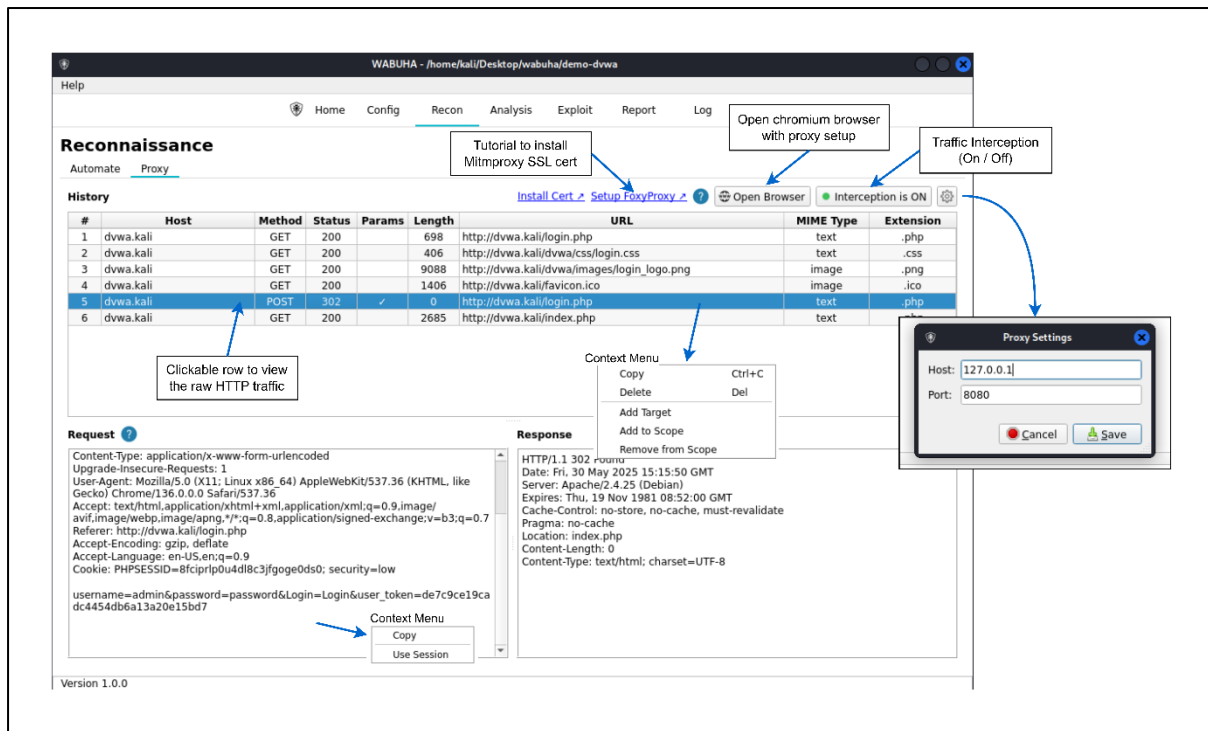 WABUHA - /home/kali/Desktop/wabuha/demo-dvwa
Help
Home Config Recon Analysis Exploit Report Log
Open chromium browser
with proxy setup
Traffic Interception
(On / Off)
Tutorial to install
Mitmproxy SSL cert
Reconnaissance
Automate Proxy
History
Install Cert ↗ Setup FoxyProxy ↗ ? Open Browser Interception is ON
# Host Method Status Params Length URL MIME Type Extension
1 dvwa.kali GET 200 698 http://dvwa.kali/login.php text .php
2 dvwa.kali GET 200 406 http://dvwa.kali/dvwa/css/login.css text .css
3 dvwa.kali GET 200 9088 http://dvwa.kali/dvwa/images/login_logo.png image .png
4 dvwa.kali GET 200 1406 http://dvwa.kali/favicon.ico image .ico
5 dvwa.kali POST 302 ✓ 0 http://dvwa.kali/login.php text .php
6 dvwa.kali GET 200 2685 http://dvwa.kali/index.php text
Clickable row to view
the raw HTTP traffic
Context Menu
Copy Ctrl+C
Delete Del
Add Target
Add to Scope
Remove from Scope
Proxy Settings
Host: 127.0.0.1
Port: 8080
Cancel Save
Request ?
Content-Type: application/x-www-form-urlencoded
Upgrade-Insecure-Requests: 1
User-Agent: Mozilla/5.0 (X11; Linux x86_64) AppleWebKit/537.36 (KHTML, like
Gecko) Chrome/136.0.0.0 Safari/537.36
Accept: text/html,application/xhtml+xml,application/xml;q=0.9,image/
avif,image/webp,image/apng,*/*;q=0.8,application/signed-exchange;v=b3;q=0.7
Referer: http://dvwa.kali/login.php
Accept-Encoding: gzip, deflate
Accept-Language: en-US,en;q=0.9
Cookie: PHPSESSID=8fciprlp0u4dl8c3jfgoge0ds0; security=low
username=admin&password=password&Login=Login&user_token=de7c9ce19ca
dc4454db6a13a20e15bd7
Context Menu
Copy
Use Session
Response
HTTP/1.1 302 Found
Date: Fri, 30 May 2025 15:15:50 GMT
Server: Apache/2.4.25 (Debian)
Expires: Thu, 19 Nov 1981 08:52:00 GMT
Cache-Control: no-store, no-cache, must-revalidate
Pragma: no-cache
Location: index.php
Content-Length: 0
Content-Type: text/html; charset=UTF-8
Version 1.0.0